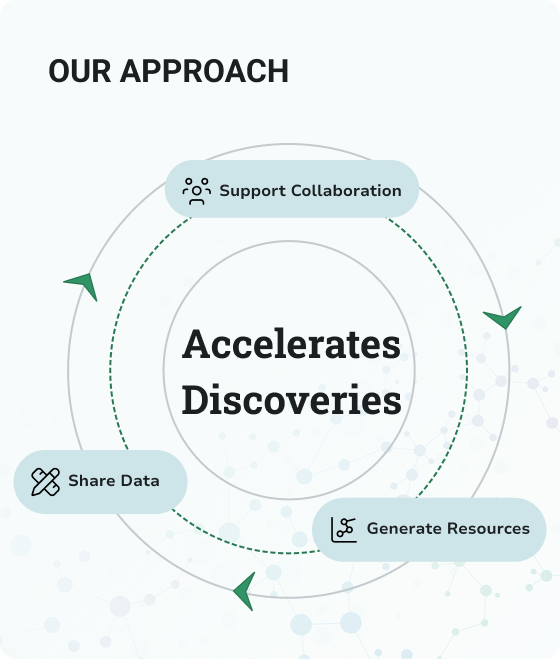 OUR APPROACH
Support Collaboration
Accelerates
Discoveries
Share Data
Generate Resources